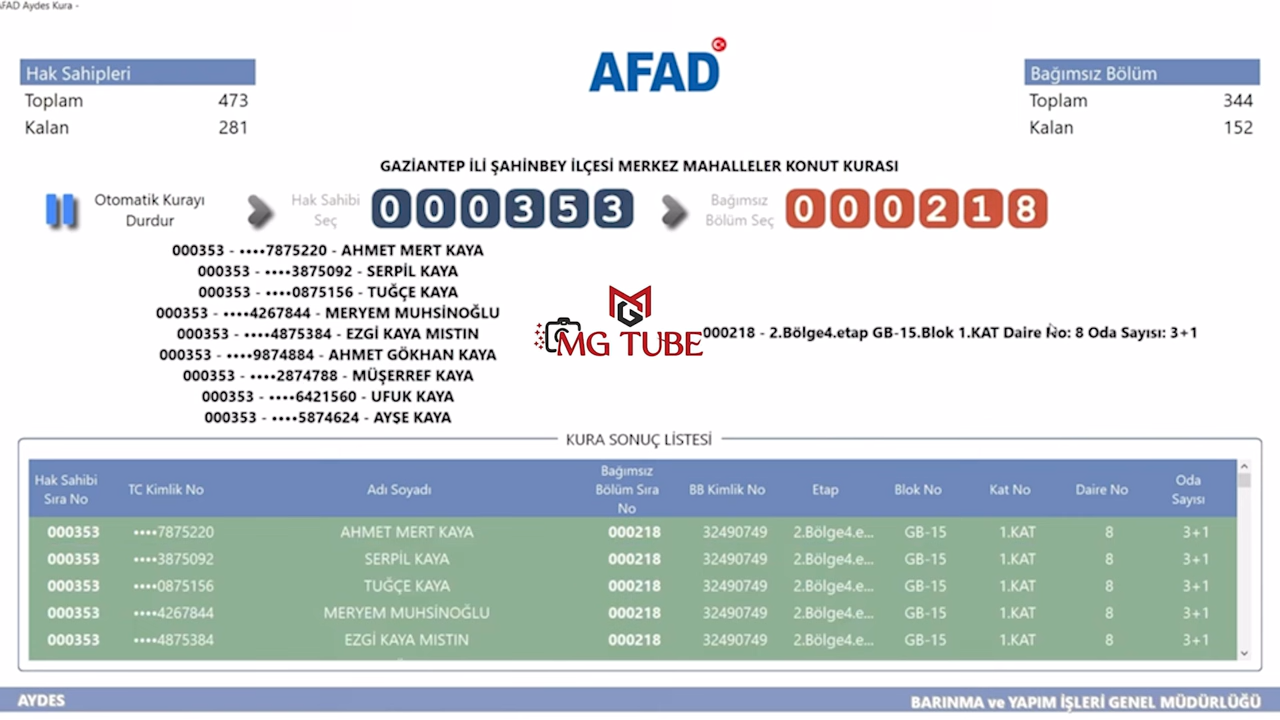 AFAD Aydes Kura -
AFAD
Hak Sahipleri
Toplam 473
Kalan 281
Bağımsız Bölüm
Toplam 344
Kalan 152
GAZİANTEP İLİ ŞAHİNBEY İLÇESİ MERKEZ MAHALLELER KONUT KURASI
Otomatik Kurayı
Durdur
Hak Sahibi
Seç
000353
Bağımsız
Bölüm Seç
000218
000353 - ••••7875220 - AHMET MERT KAYA
000353 - ••••3875092 - SERPİL KAYA
000353 - ••••0875156 - TUĞÇE KAYA
000353 - ••••4267844 - MERYEM MUHSİNOĞLU
000353 - ••••4875384 - EZGİ KAYA MISTIN
000353 - ••••9874884 - AHMET GÖKHAN KAYA
000353 - ••••2874788 - MÜŞERREF KAYA
000353 - ••••6421560 - UFUK KAYA
000353 - ••••5874624 - AYŞE KAYA
MG TUBE
000218 - 2.Bölge4.etap GB-15.Blok 1.KAT Daire No: 8 Oda Sayısı: 3+1
KURA SONUÇ LİSTESİ
Hak Sahibi Sıra No TC Kimlik No Adı Soyadı Bağımsız Bölüm Sıra No BB Kimlik No Etap Blok No Kat No Daire No Oda Sayısı
000353 ••••7875220 AHMET MERT KAYA 000218 32490749 2.Bölge4.e... GB-15 1.KAT 8 3+1
000353 ••••3875092 SERPİL KAYA 000218 32490749 2.Bölge4.e... GB-15 1.KAT 8 3+1
000353 ••••0875156 TUĞÇE KAYA 000218 32490749 2.Bölge4.e... GB-15 1.KAT 8 3+1
000353 ••••4267844 MERYEM MUHSİNOĞLU 000218 32490749 2.Bölge4.e... GB-15 1.KAT 8 3+1
000353 ••••4875384 EZGİ KAYA MISTIN 000218 32490749 2.Bölge4.e... GB-15 1.KAT 8 3+1
AYDES
BARINMA ve YAPIM İŞLERİ GENEL MÜDÜRLÜĞÜ